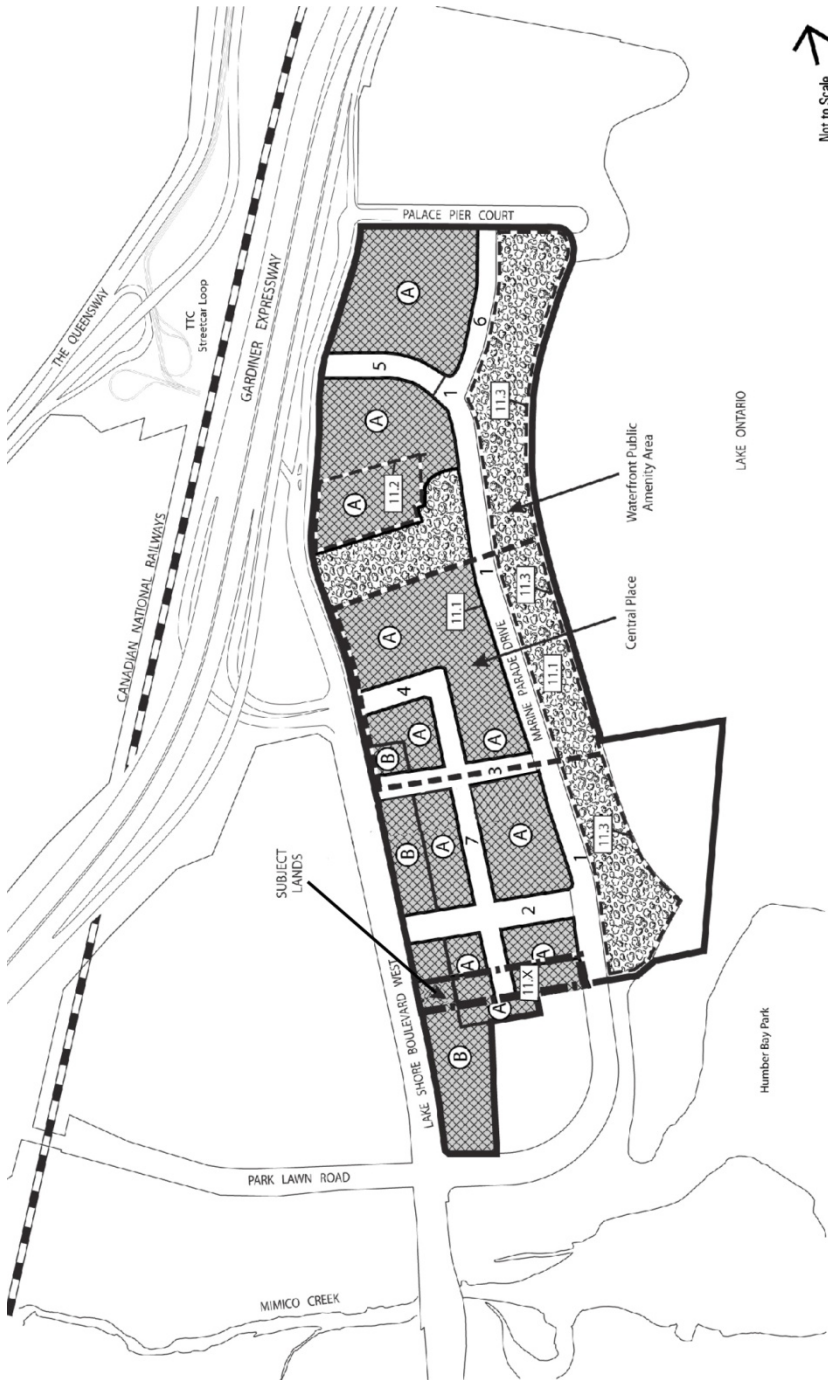 Not to Scale
THE QUEENSWAY
TTC
Streetcar Loop
GARDINER EXPRESSWAY
CANADIAN NATIONAL RAILWAYS
PALACE PIER COURT
A
6
5
1
11.3
A
A
11.2
Waterfront Public
Amenity Area
LAKE ONTARIO
1
11.1
11.3
A
Central Place
MARINE PARADE DRIVE
11.1
4
B
A
A
3
SUBJECT
LANDS
B
A
7
A
1
11.3
2
LAKE SHORE BOULEVARD WEST
A
A
11.X
A
B
Humber Bay Park
PARK LAWN ROAD
MIMICO CREEK